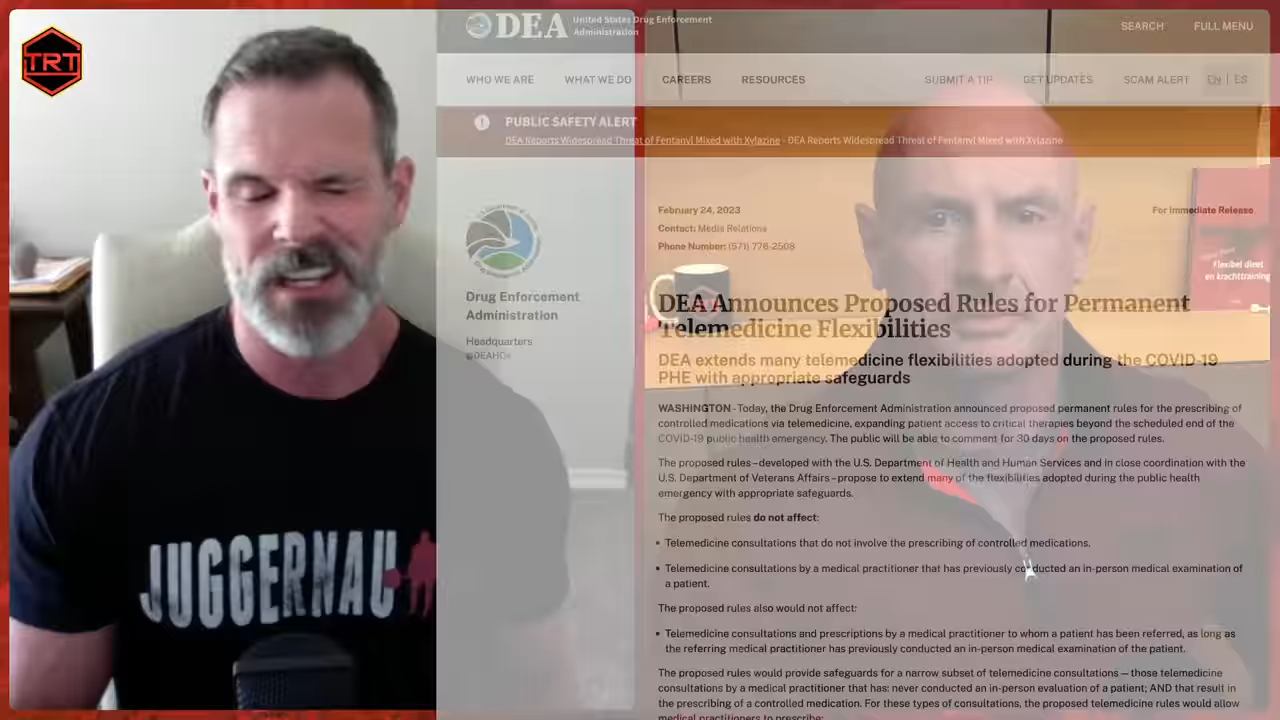 TRT
DEA
United States Drug Enforcement
Administration
SEARCH
FULL MENU
WHO WE ARE
WHAT WE DO
CAREERS
RESOURCES
SUBMIT A TIP
GET UPDATES
SCAM ALERT
EN | ES
PUBLIC SAFETY ALERT
DEA Reports Widespread Threat of Fentanyl Mixed with Xylazine - DEA Reports Widespread Threat of Fentanyl Mixed with Xylazine
February 24, 2023
For Immediate Release
Contact: Media Relations
Phone Number: (571) 776-2508
Flexibel dieet
en krachttraining
Drug Enforcement
Administration
Headquarters
DEA Announces Proposed Rules for Permanent
Telemedicine Flexibilities
DEA extends many telemedicine flexibilities adopted during the COVID-19
PHE with appropriate safeguards
WASHINGTON - Today, the Drug Enforcement Administration announced proposed permanent rules for the prescribing of
controlled medications via telemedicine, expanding patient access to critical therapies beyond the scheduled end of the
COVID-19 public health emergency. The public will be able to comment for 30 days on the proposed rules.
The proposed rules – developed with the U.S. Department of Health and Human Services and in close coordination with the
U.S. Department of Veterans Affairs – propose to extend many of the flexibilities adopted during the public health
emergency with appropriate safeguards.
The proposed rules do not affect:
• Telemedicine consultations that do not involve the prescribing of controlled medications.
• Telemedicine consultations by a medical practitioner that has previously conducted an in-person medical examination of
a patient.
The proposed rules also would not affect:
• Telemedicine consultations and prescriptions by a medical practitioner to whom a patient has been referred, as long as
the referring medical practitioner has previously conducted an in-person medical examination of the patient.
The proposed rules would provide safeguards for a narrow subset of telemedicine consultations — those telemedicine
consultations by a medical practitioner that has: never conducted an in-person evaluation of a patient; AND that result in
the prescribing of a controlled medication. For these types of consultations, the proposed telemedicine rules would allow
medical practitioners to prescribe:
JUGGERNAU